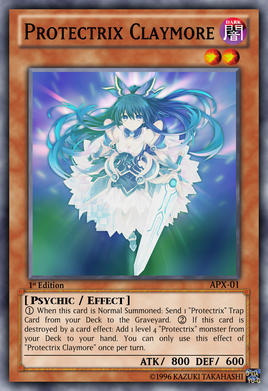 PROTECTRIX CLAYMORE
DARK
闇
1st Edition
APX-01
[ PSYCHIC / EFFECT ]
① When this card is Normal Summoned: Send 1 "Protectrix" Trap
Card from your Deck to the Graveyard. ② If this card is
destroyed by a card effect: Add 1 level 4 "Protectrix" monster from
your Deck to your hand. You can only use this effect of
"Protectrix Claymore" once per turn.
ATK/ 800 DEF/ 600
©1996 KAZUKI TAKAHASHI